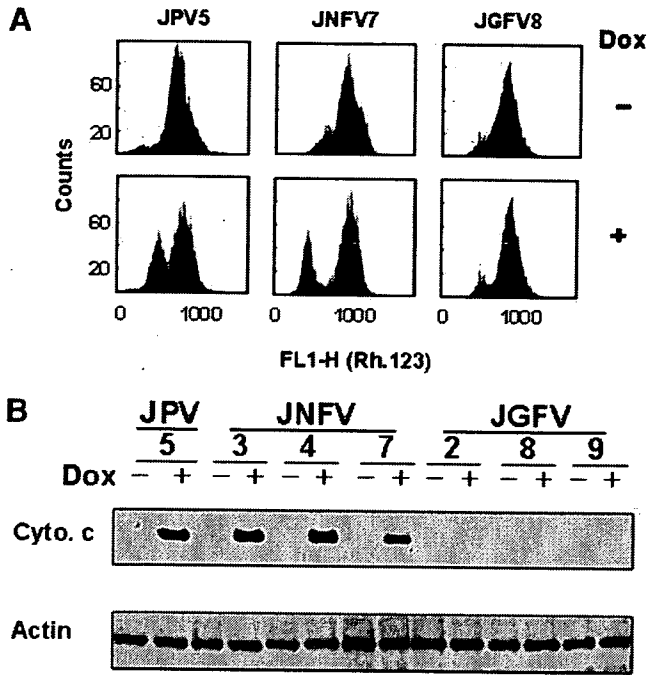 A
JPV5 JNFV7 JGFV8 Dox
60
20
−
Counts
60
20
+
0 1000 0 1000 0 1000
FL1-H (Rh.123)
B
JPV JNFV JGFV
5 3 4 7 2 8 9
Dox − + − + − + − + − + − + − +
Cyto. c
Actin